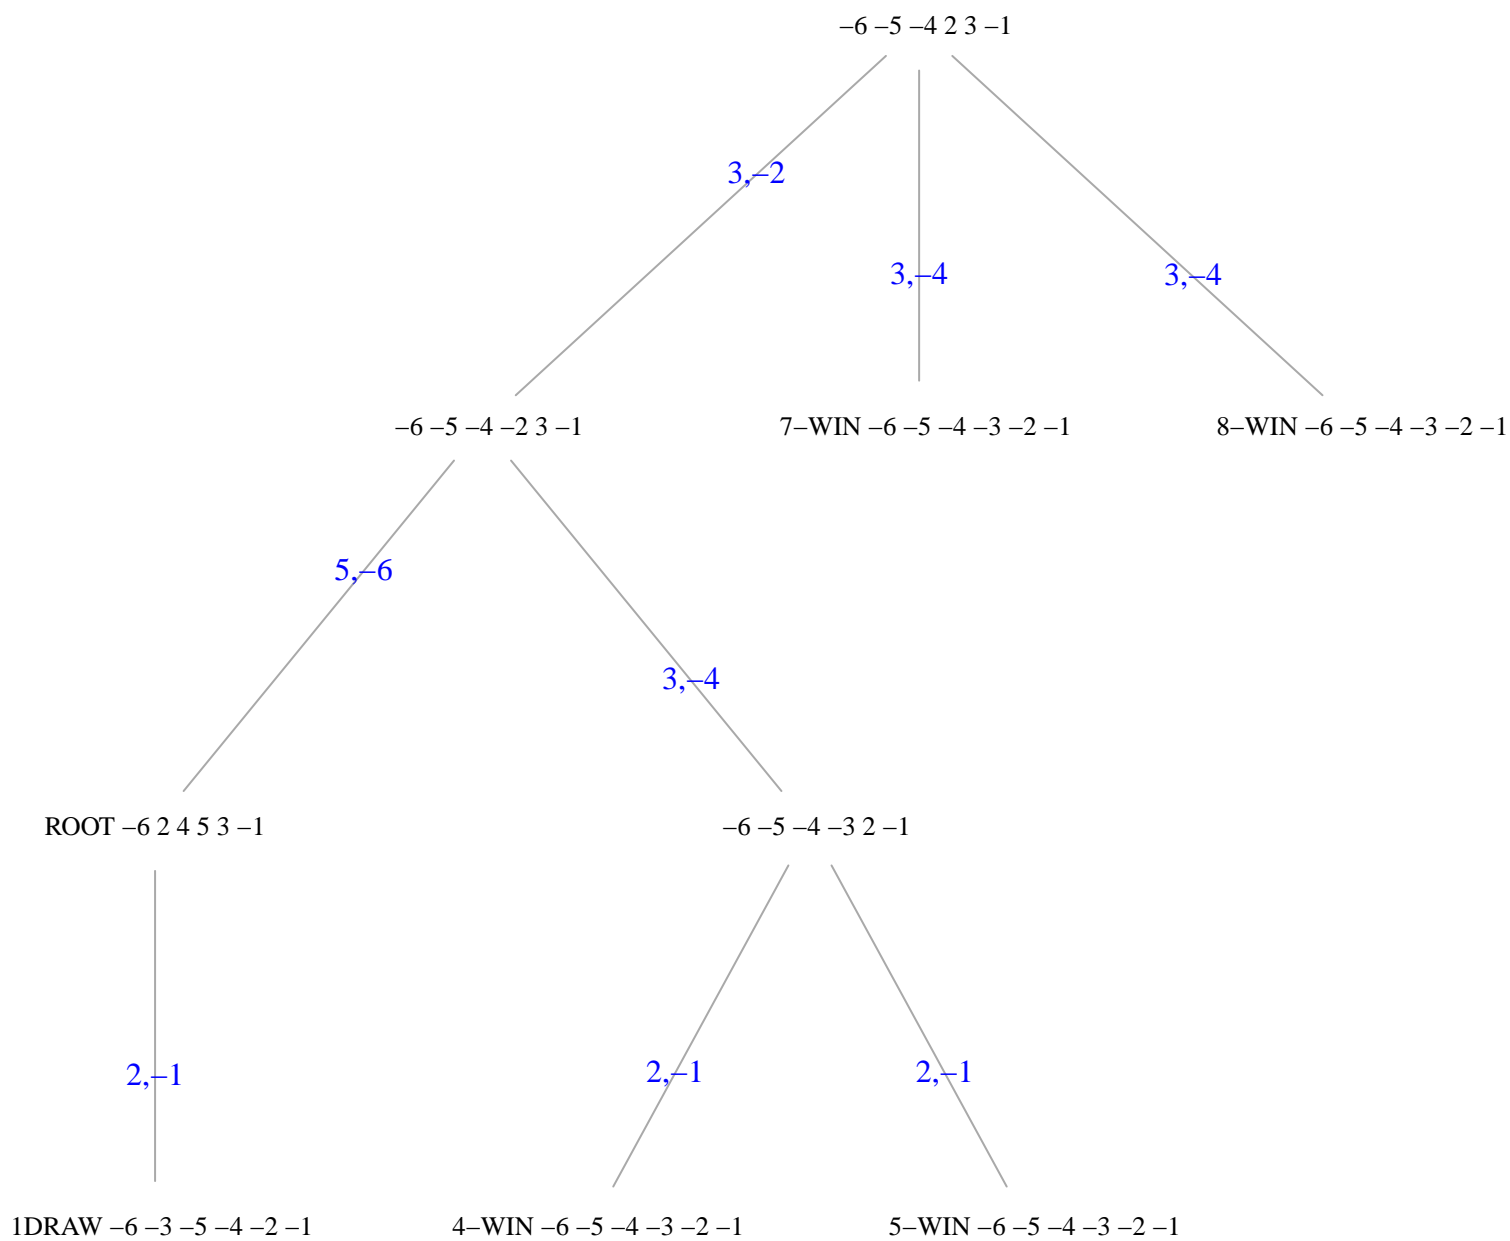 –6 –5 –4 2 3 –1
3,–2
3,–4
3,–4
–6 –5 –4 –2 3 –1
7–WIN –6 –5 –4 –3 –2 –1
8–WIN –6 –5 –4 –3 –2 –1
5,–6
3,–4
ROOT –6 2 4 5 3 –1
–6 –5 –4 –3 2 –1
2,–1
2,–1
2,–1
1DRAW –6 –3 –5 –4 –2 –1
4–WIN –6 –5 –4 –3 –2 –1
5–WIN –6 –5 –4 –3 –2 –1